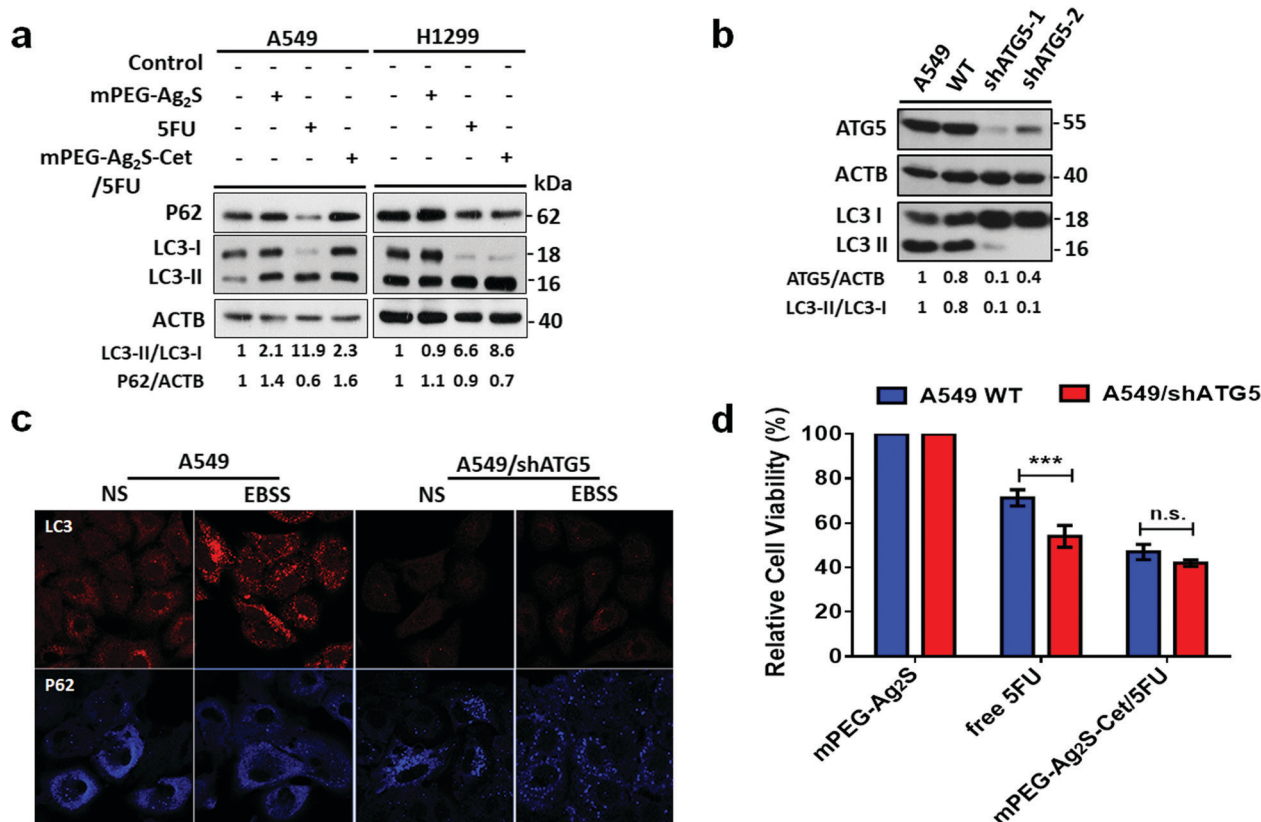 a
A549 H1299
Control - - - - - - - -
mPEG-Ag₂S - + - - - + - -
5FU - - + - - - + -
mPEG-Ag₂S-Cet - - - + - - - +
/5FU
kDa
P62 - 62
LC3-I - 18
LC3-II - 16
ACTB - 40
LC3-II/LC3-I 1 2.1 11.9 2.3 1 0.9 6.6 8.6
P62/ACTB 1 1.4 0.6 1.6 1 1.1 0.9 0.7
b
A549 WT shATG5-1 shATG5-2
ATG5 - 55
ACTB - 40
LC3 I - 18
LC3 II - 16
ATG5/ACTB 1 0.8 0.1 0.4
LC3-II/LC3-I 1 0.8 0.1 0.1
c
A549 A549/shATG5
NS EBSS NS EBSS
LC3
P62
d
A549 WT A549/shATG5
Relative Cell Viability (%)
100
80
60
40
20
0
***
n.s.
mPEG-Ag₂S
free 5FU
mPEG-Ag₂S-Cet/5FU